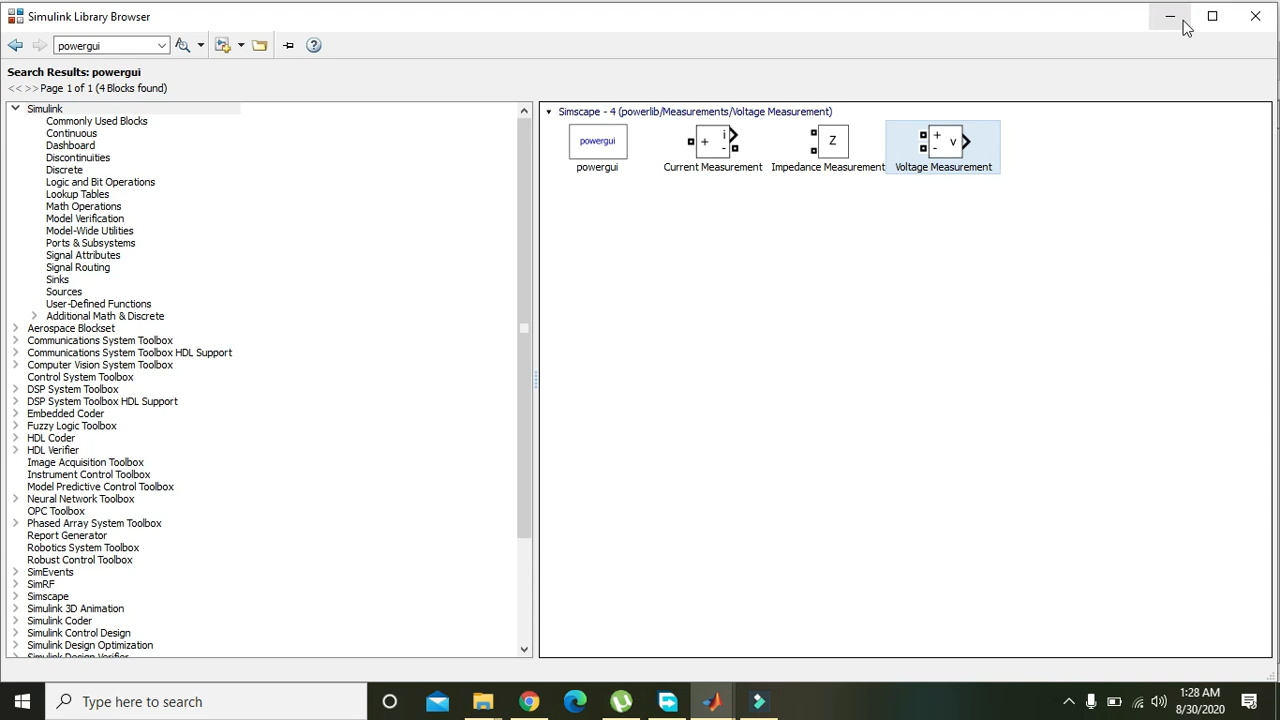 Simulink Library Browser
powergui
Search Results: powergui
<< >> Page 1 of 1 (4 Blocks found)
Simulink
Commonly Used Blocks
Continuous
Dashboard
Discontinuities
Discrete
Logic and Bit Operations
Lookup Tables
Math Operations
Model Verification
Model-Wide Utilities
Ports & Subsystems
Signal Attributes
Signal Routing
Sinks
Sources
User-Defined Functions
Additional Math & Discrete
Aerospace Blockset
Communications System Toolbox
Communications System Toolbox HDL Support
Computer Vision System Toolbox
Control System Toolbox
DSP System Toolbox
DSP System Toolbox HDL Support
Embedded Coder
Fuzzy Logic Toolbox
HDL Coder
HDL Verifier
Image Acquisition Toolbox
Instrument Control Toolbox
Model Predictive Control Toolbox
Neural Network Toolbox
OPC Toolbox
Phased Array System Toolbox
Report Generator
Robotics System Toolbox
Robust Control Toolbox
SimEvents
SimRF
Simscape
Simulink 3D Animation
Simulink Coder
Simulink Control Design
Simulink Design Optimization
Simulink Design Verifier
Simscape - 4 (powerlib/Measurements/Voltage Measurement)
powergui
+ i -
Z
+ - v
powergui
Current Measurement
Impedance Measurement
Voltage Measurement
Type here to search
1:28 AM
8/30/2020